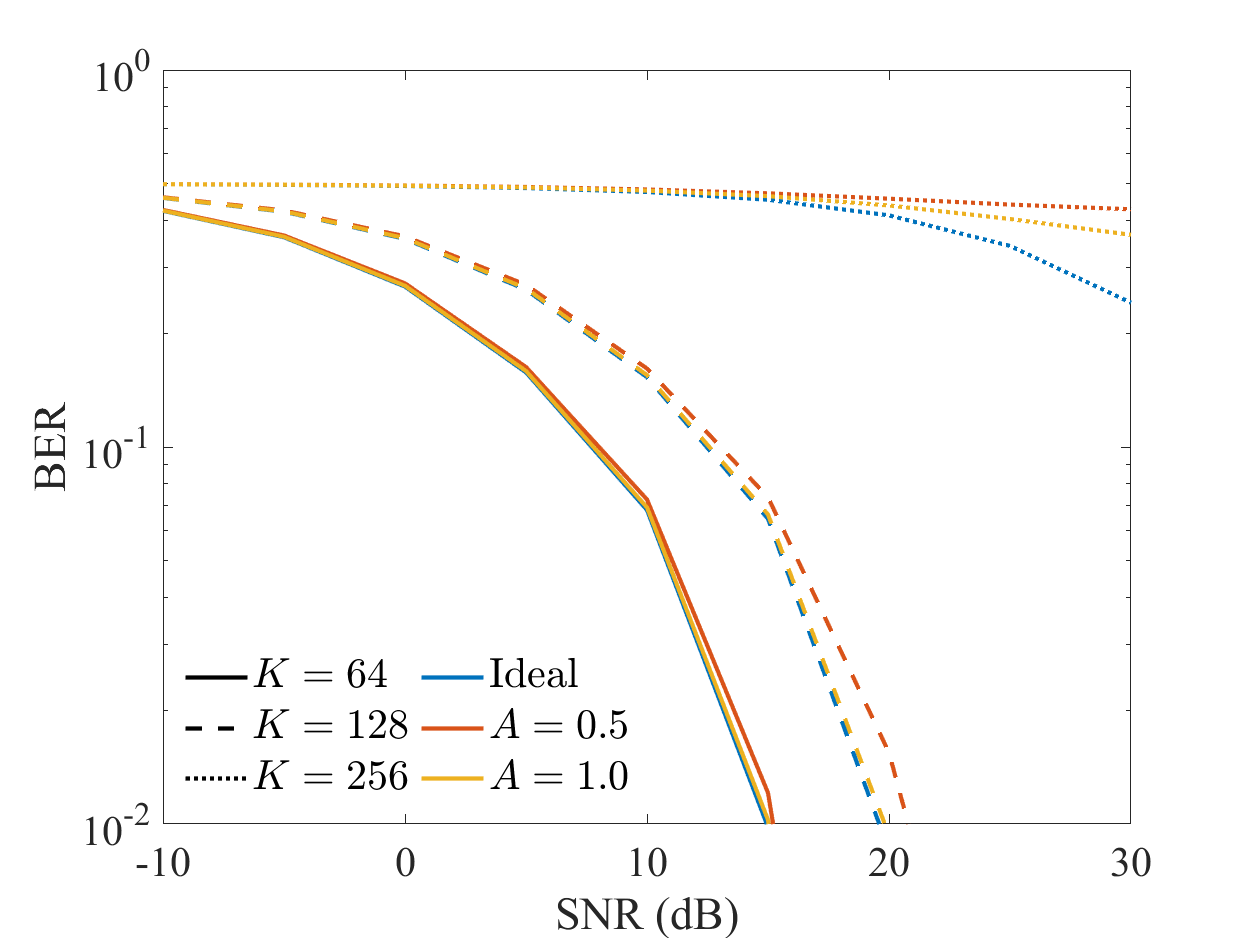 10^0
10^-1
10^-2
BER
K = 64 Ideal
K = 128 A = 0.5
K = 256 A = 1.0
-10 0 10 20 30
SNR (dB)